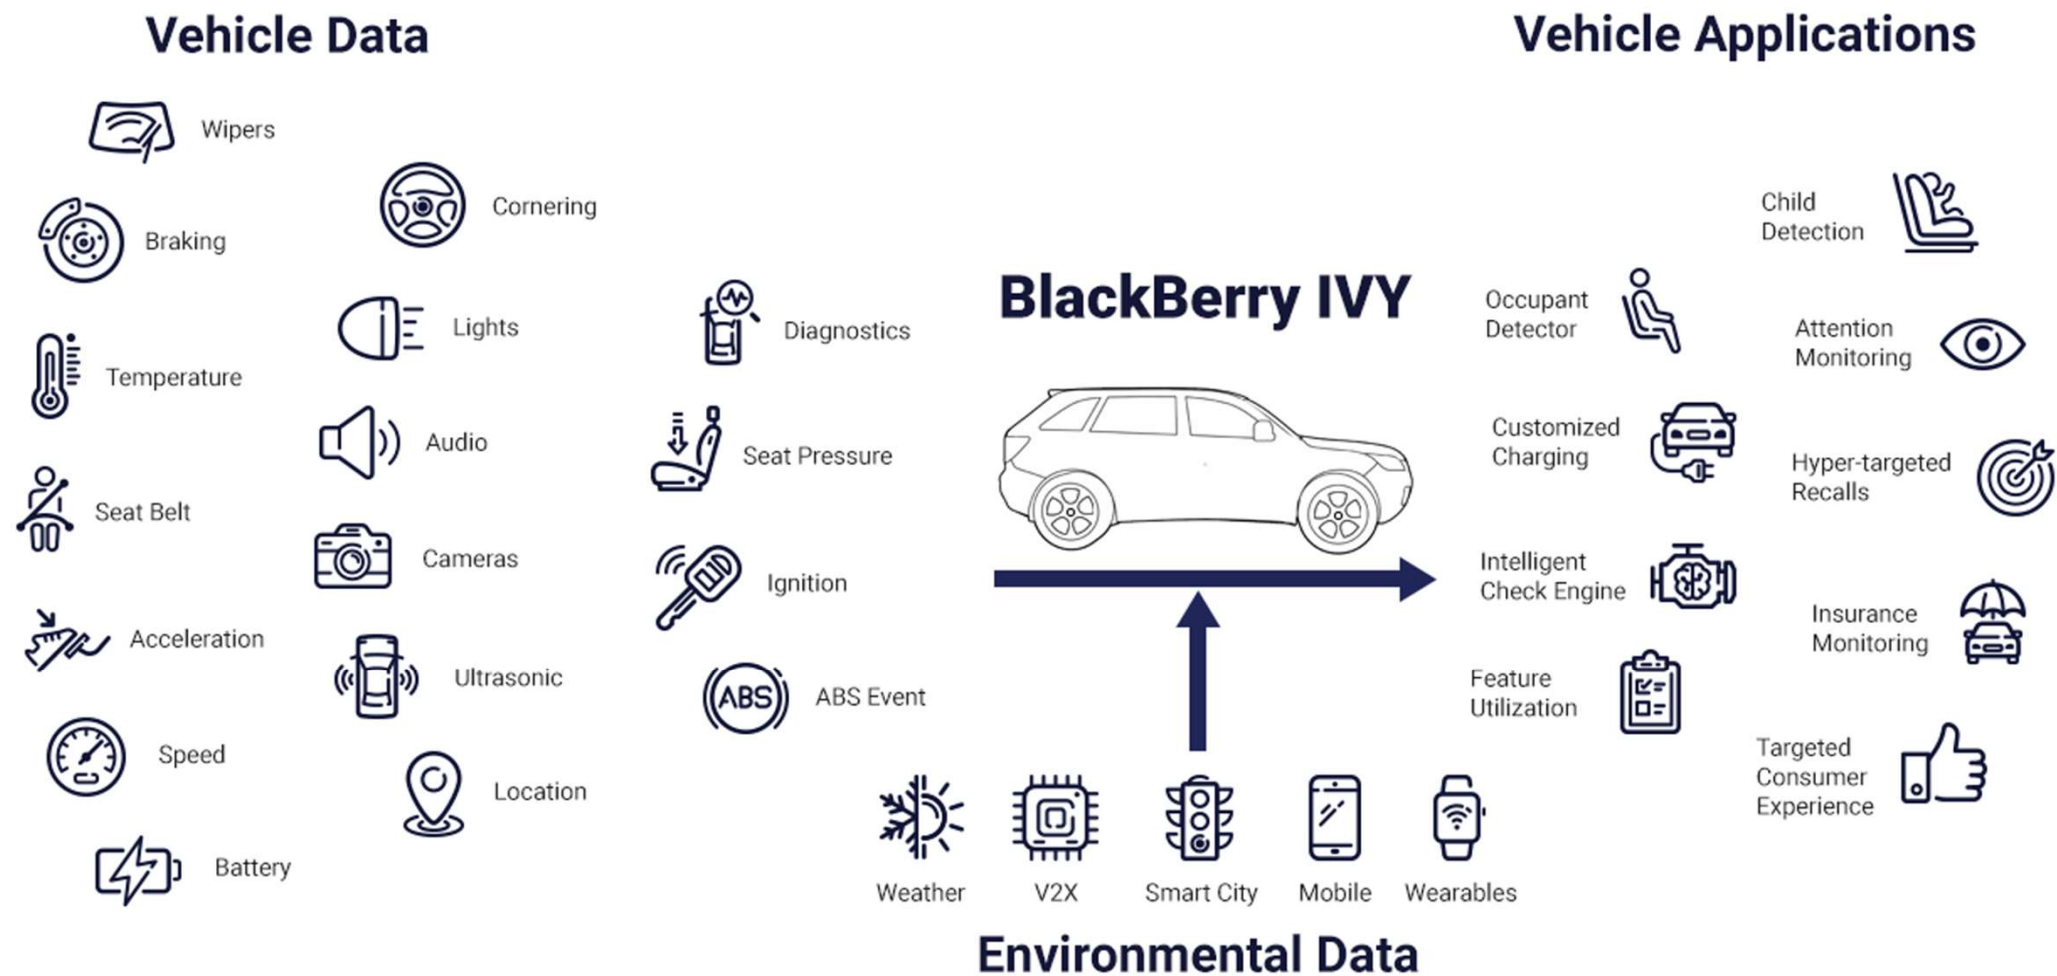 Vehicle Data
Wipers
Braking
Temperature
Seat Belt
Acceleration
Speed
Battery
Cornering
Lights
Audio
Cameras
Ultrasonic
Location
Diagnostics
Seat Pressure
Ignition
ABS
ABS Event
BlackBerry IVY
Weather
V2X
Smart City
Mobile
Wearables
Environmental Data
Vehicle Applications
Occupant
Detector
Customized
Charging
Intelligent
Check Engine
Feature
Utilization
Child
Detection
Attention
Monitoring
Hyper-targeted
Recalls
Insurance
Monitoring
Targeted
Consumer
Experience